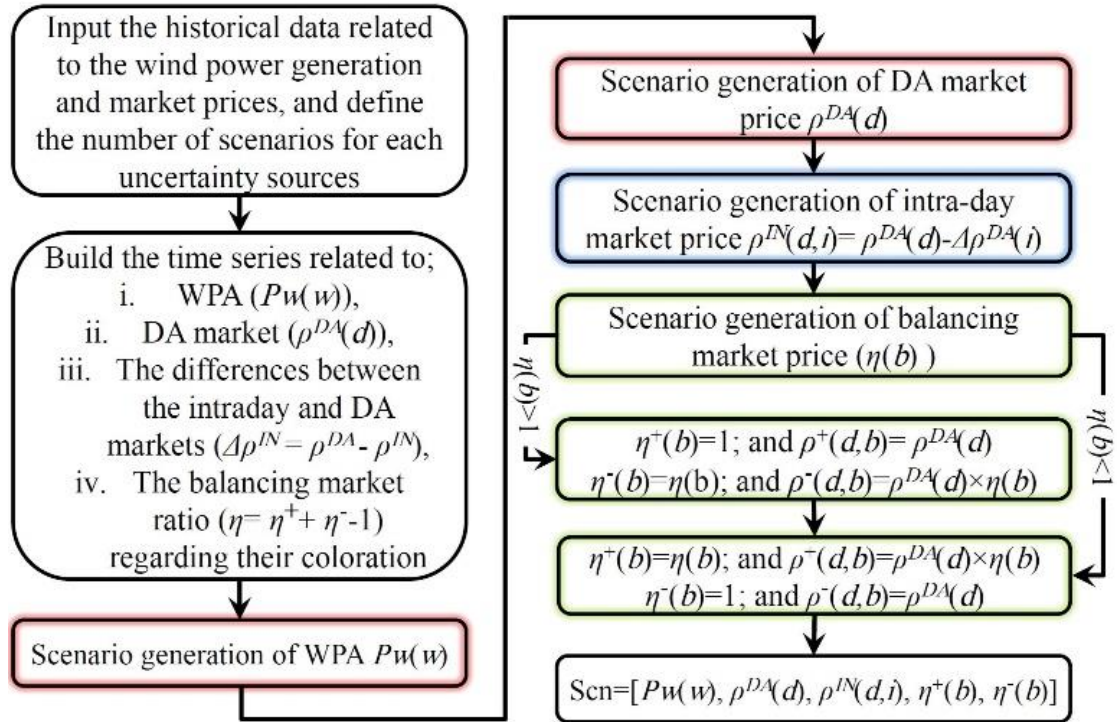 Input the historical data related
to the wind power generation
and market prices, and define
the number of scenarios for each
uncertainty sources
Build the time series related to;
i. WPA (Pw(w)),
ii. DA market (ρ^DA(d)),
iii. The differences between
the intraday and DA
markets (Δρ^IN = ρ^DA - ρ^IN),
iv. The balancing market
ratio (η= η⁺+ η⁻-1)
regarding their coloration
Scenario generation of WPA Pw(w)
Scenario generation of DA market
price ρ^DA(d)
Scenario generation of intra-day
market price ρ^IN(d,i)= ρ^DA(d)-Δρ^DA(i)
Scenario generation of balancing
market price (η(b) )
η(b)>1
η(b)<1
η⁺(b)=1; and ρ⁺(d,b)= ρ^DA(d)
η⁻(b)=η(b); and ρ⁻(d,b)=ρ^DA(d)×η(b)
η⁺(b)=η(b); and ρ⁺(d,b)=ρ^DA(d)×η(b)
η⁻(b)=1; and ρ⁻(d,b)=ρ^DA(d)
Scn=[Pw(w), ρ^DA(d), ρ^IN(d,i), η⁺(b), η⁻(b)]